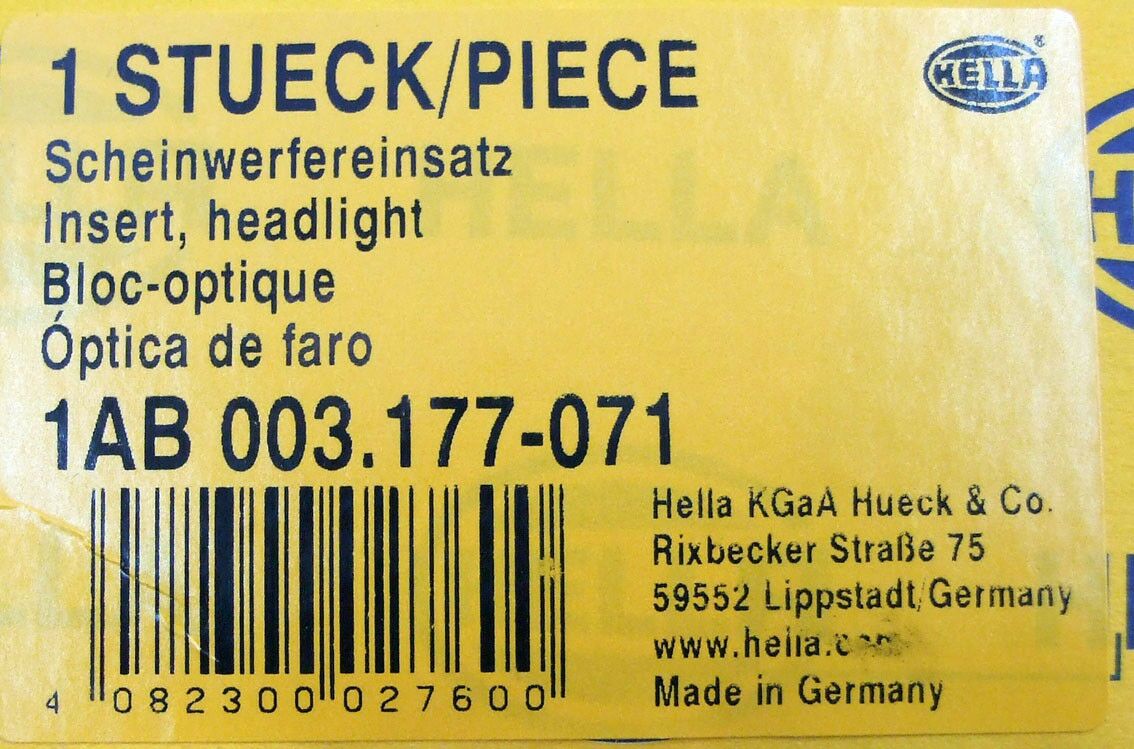 1 STUECK/PIECE
HELLA®
Scheinwerfereinsatz
Insert, headlight
Bloc-optique
Óptica de faro
1AB 003.177-071
Hella KGaA Hueck & Co.
Rixbecker Straße 75
59552 Lippstadt/Germany
Made in Germany
4 082300 027600